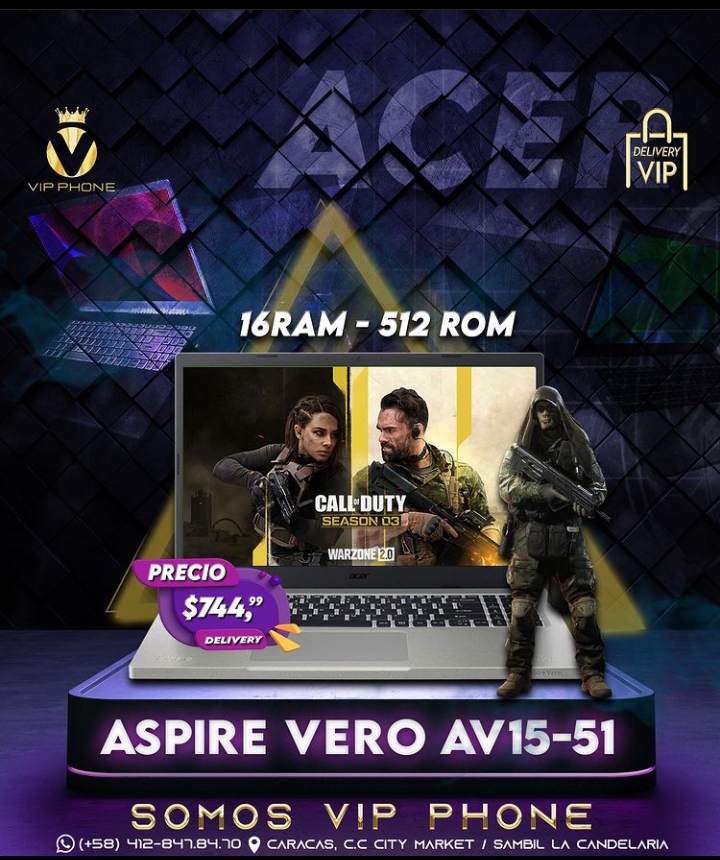 ACER
VIP PHONE
DELIVERY
VIP
16RAM - 512 ROM
CALL OF DUTY
SEASON 03
WARZONE 2.0
acer
PRECIO
$744,99
DELIVERY
ASPIRE VERO AV15-51
SOMOS VIP PHONE
(+58) 412-847.84.70 CARACAS, C.C CITY MARKET / SAMBIL LA CANDELARIA